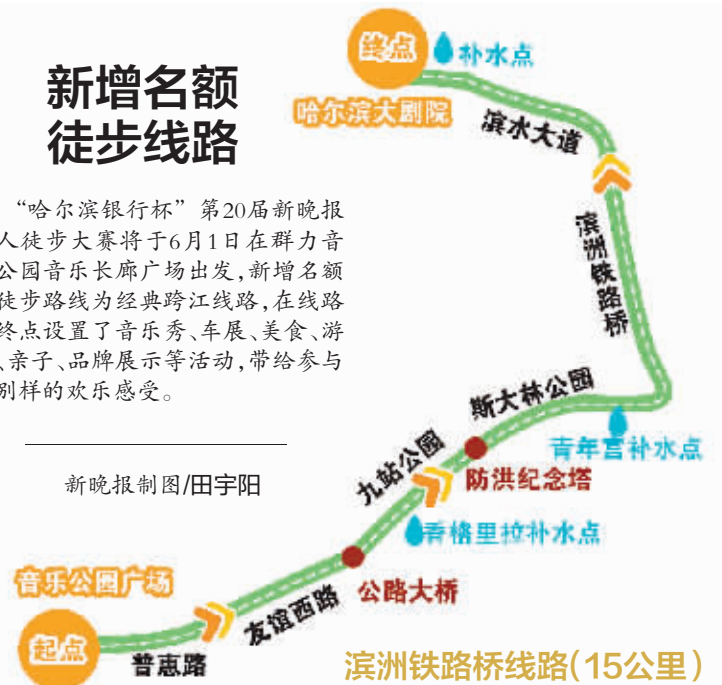 新增名额
徒步线路
“哈尔滨银行杯”第20届新晚报
人徒步大赛将于6月1日在群力音
公园音乐长廊广场出发,新增名额
徒步路线为经典跨江线路,在线路
终点设置了音乐秀、车展、美食、游
、亲子、品牌展示等活动,带给参与
别样的欢乐感受。
新晚报制图/田宇阳
终点
补水点
哈尔滨大剧院
滨水大道
滨洲铁路桥
斯大林公园
青年宫补水点
九站公园
防洪纪念塔
香格里拉补水点
公路大桥
音乐公园广场
友谊西路
起点
普惠路
滨洲铁路桥线路(15公里)